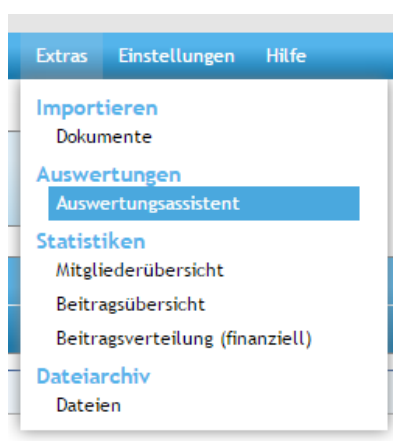 Extras Einstellungen Hilfe
Importieren
Dokumente
Auswertungen
Auswertungsassistent
Statistiken
Mitgliederübersicht
Beitragsübersicht
Beitragsverteilung (finanziell)
Dateiarchiv
Dateien